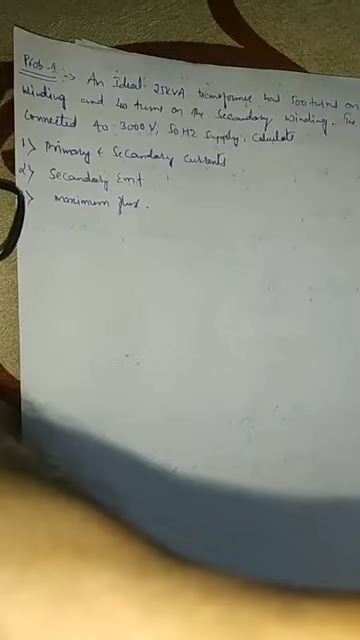 Prob.1 :-> An Ideal 25KVA transformer had 500 turns on
Winding and 40 turns on the Secondary winding. The
Connected to 3000V, 50HZ Supply, Calculate
1) Primary & Secondary Currents
2) Secondary Emf
3) Maximum flux.